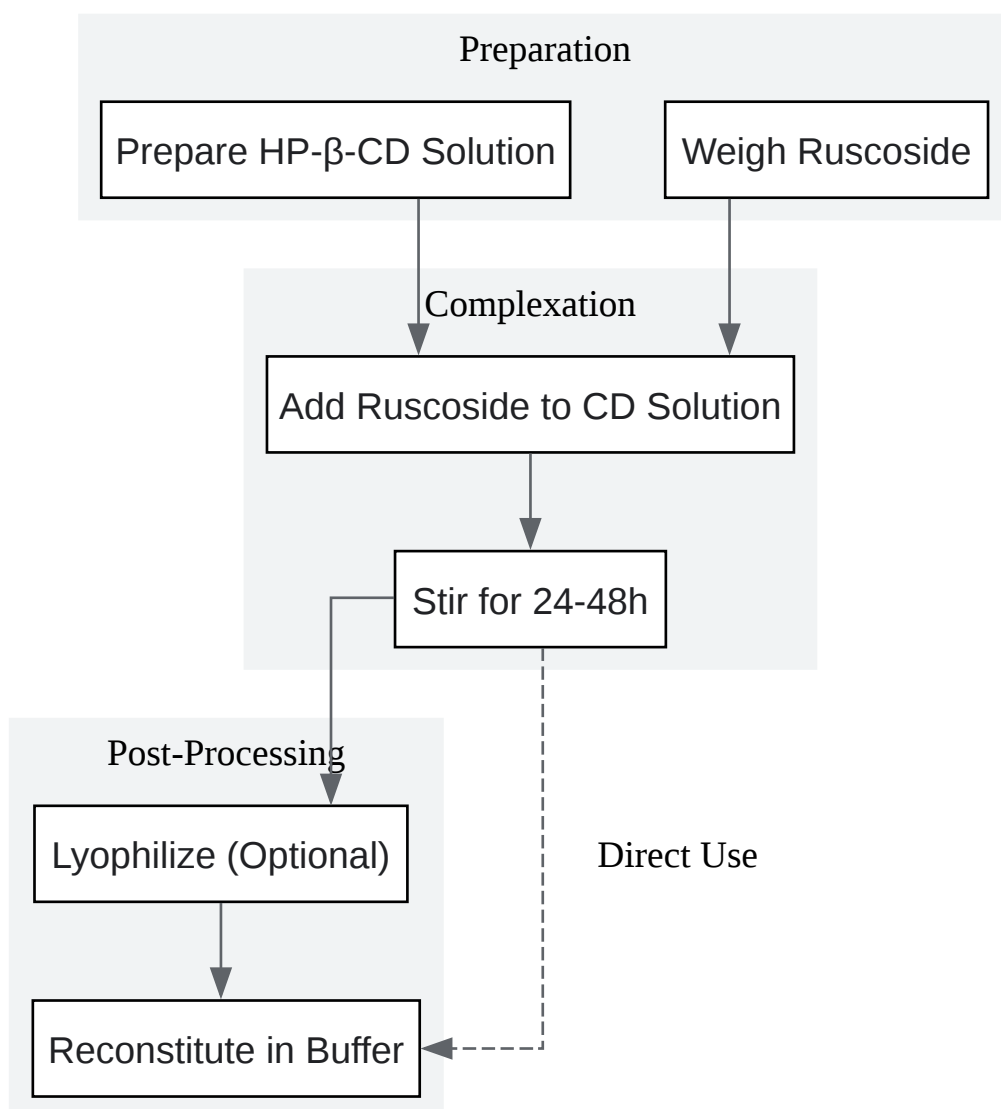 Preparation
Prepare HP-β-CD Solution
Weigh Ruscoside
Complexation
Add Ruscoside to CD Solution
Stir for 24-48h
Post-Processing
Lyophilize (Optional)
Direct Use
Reconstitute in Buffer